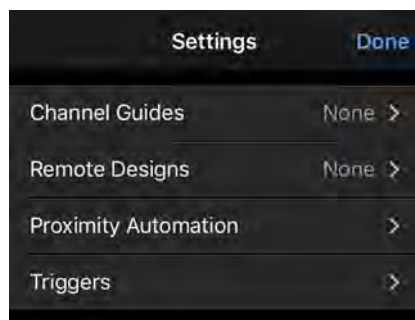 Settings Done
Channel Guides None >
Remote Designs None >
Proximity Automation >
Triggers >